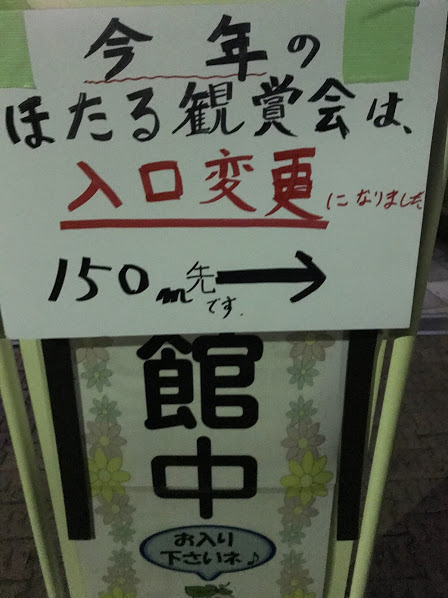 今年の
ほたる観賞会は、
入口変更になりました
150m先→
です.
館中
お入り
下さいネ♪